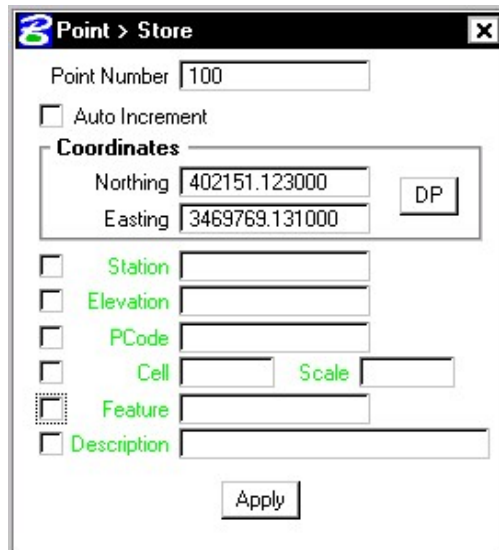 Point > Store
Point Number 100
Auto Increment
Coordinates
Northing 402151.123000
Easting 3469769.131000
DP
Station
Elevation
PCode
Cell Scale
Feature
Description
Apply